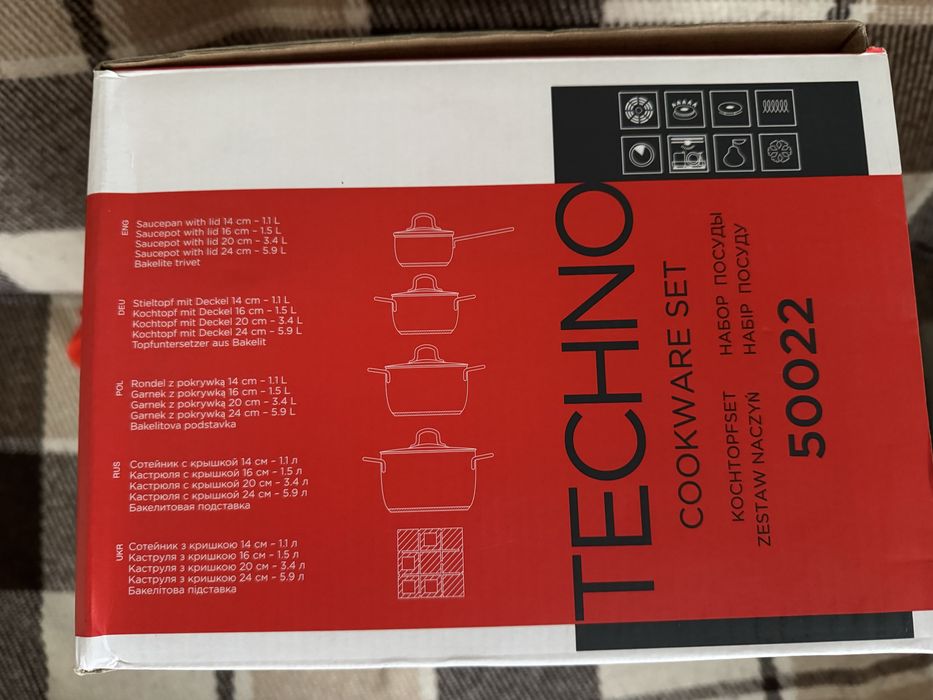 ENG
Saucepan with lid 14 cm – 1.1 L
Saucepot with lid 16 cm – 1.5 L
Saucepot with lid 20 cm – 3.4 L
Saucepot with lid 24 cm – 5.9 L
Bakelite trivet
DEU
Stieltopf mit Deckel 14 cm – 1.1 L
Kochtopf mit Deckel 16 cm – 1.5 L
Kochtopf mit Deckel 20 cm – 3.4 L
Kochtopf mit Deckel 24 cm – 5.9 L
Topfuntersetzer aus Bakelit
POL
Rondel z pokrywką 14 cm – 1.1 L
Garnek z pokrywką 16 cm – 1.5 L
Garnek z pokrywką 20 cm – 3.4 L
Garnek z pokrywką 24 cm – 5.9 L
Bakelitova podstavka
RUS
Сотейник с крышкой 14 см – 1.1 л
Кастрюля с крышкой 16 см – 1.5 л
Кастрюля с крышкой 20 см – 3.4 л
Кастрюля с крышкой 24 см – 5.9 л
Бакелитовая подставка
UKR
Сотейник з кришкою 14 см – 1.1 л
Каструля з кришкою 16 см – 1.5 л
Каструля з кришкою 20 см – 3.4 л
Каструля з кришкою 24 см – 5.9 л
Бакелітова підставка
TECHNO
COOKWARE SET
KOCHTOPFSET НАБОР ПОСУДЫ
ZESTAW NACZYŃ НАБІР ПОСУДУ
50022